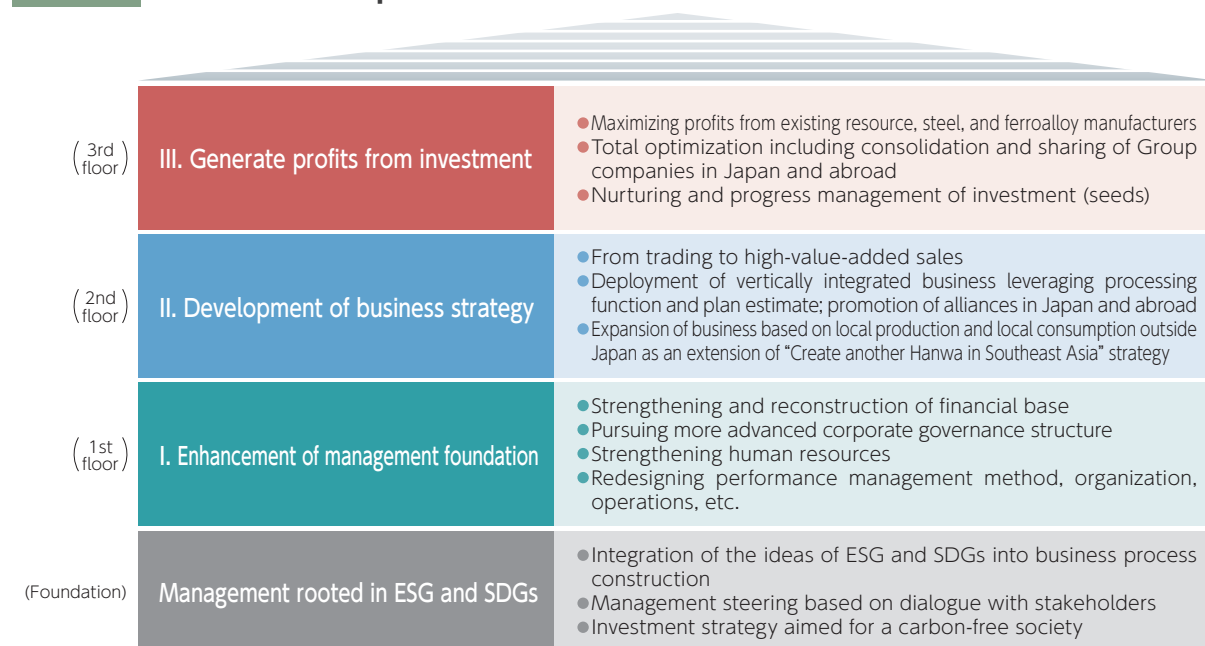 (3rd floor)
III. Generate profits from investment
●Maximizing profits from existing resource, steel, and ferroalloy manufacturers
●Total optimization including consolidation and sharing of Group
companies in Japan and abroad
●Nurturing and progress management of investment (seeds)
(2nd floor)
II. Development of business strategy
●From trading to high-value-added sales
●Deployment of vertically integrated business leveraging processing
function and plan estimate; promotion of alliances in Japan and abroad
●Expansion of business based on local production and local consumption outside
Japan as an extension of “Create another Hanwa in Southeast Asia” strategy
(1st floor)
I. Enhancement of management foundation
●Strengthening and reconstruction of financial base
●Pursuing more advanced corporate governance structure
●Strengthening human resources
●Redesigning performance management method, organization,
operations, etc.
(Foundation)
Management rooted in ESG and SDGs
●Integration of the ideas of ESG and SDGs into business process
construction
●Management steering based on dialogue with stakeholders
●Investment strategy aimed for a carbon-free society